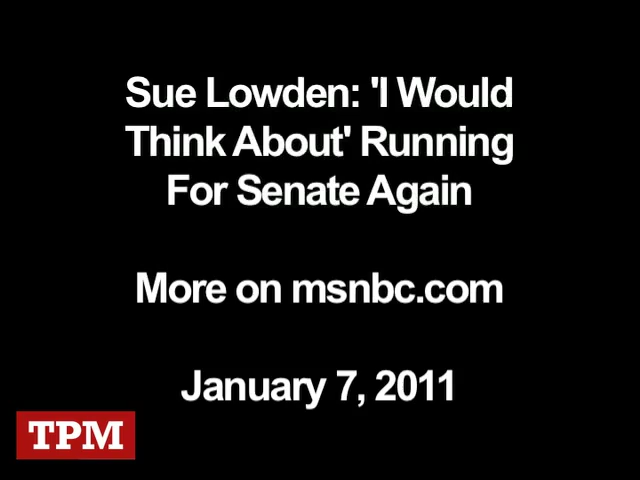 Sue Lowden: 'I Would
Think About' Running
For Senate Again
More on msnbc.com
January 7, 2011
TPM